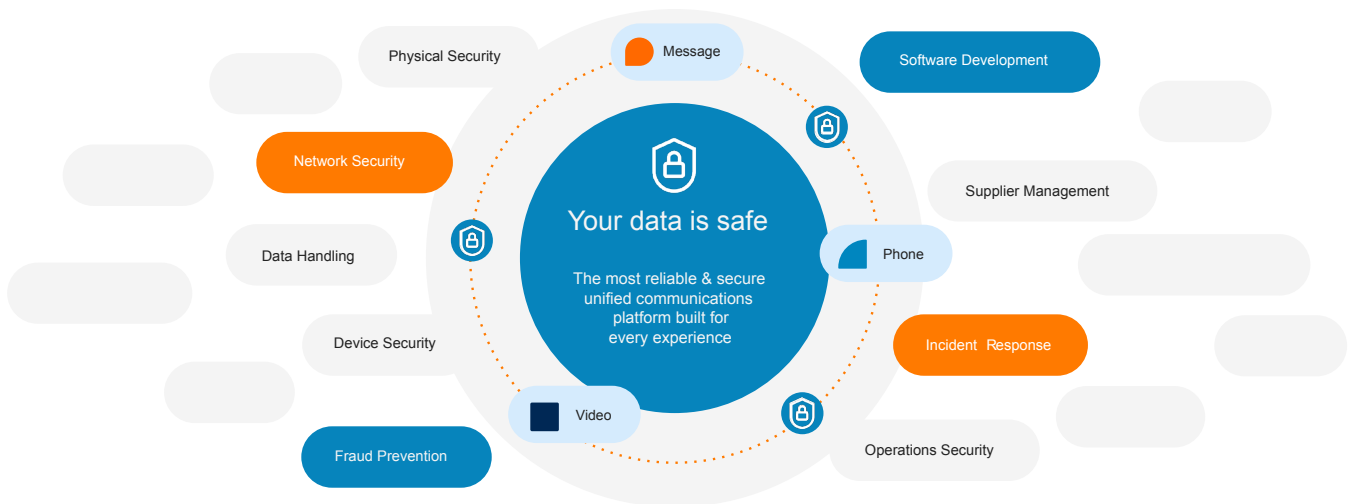 Message
Physical Security
Software Development
Network Security
Supplier Management
Your data is safe
Data Handling
Phone
The most reliable & secure
unified communications
platform built for
every experience
Device Security
Incident Response
Video
Fraud Prevention
Operations Security